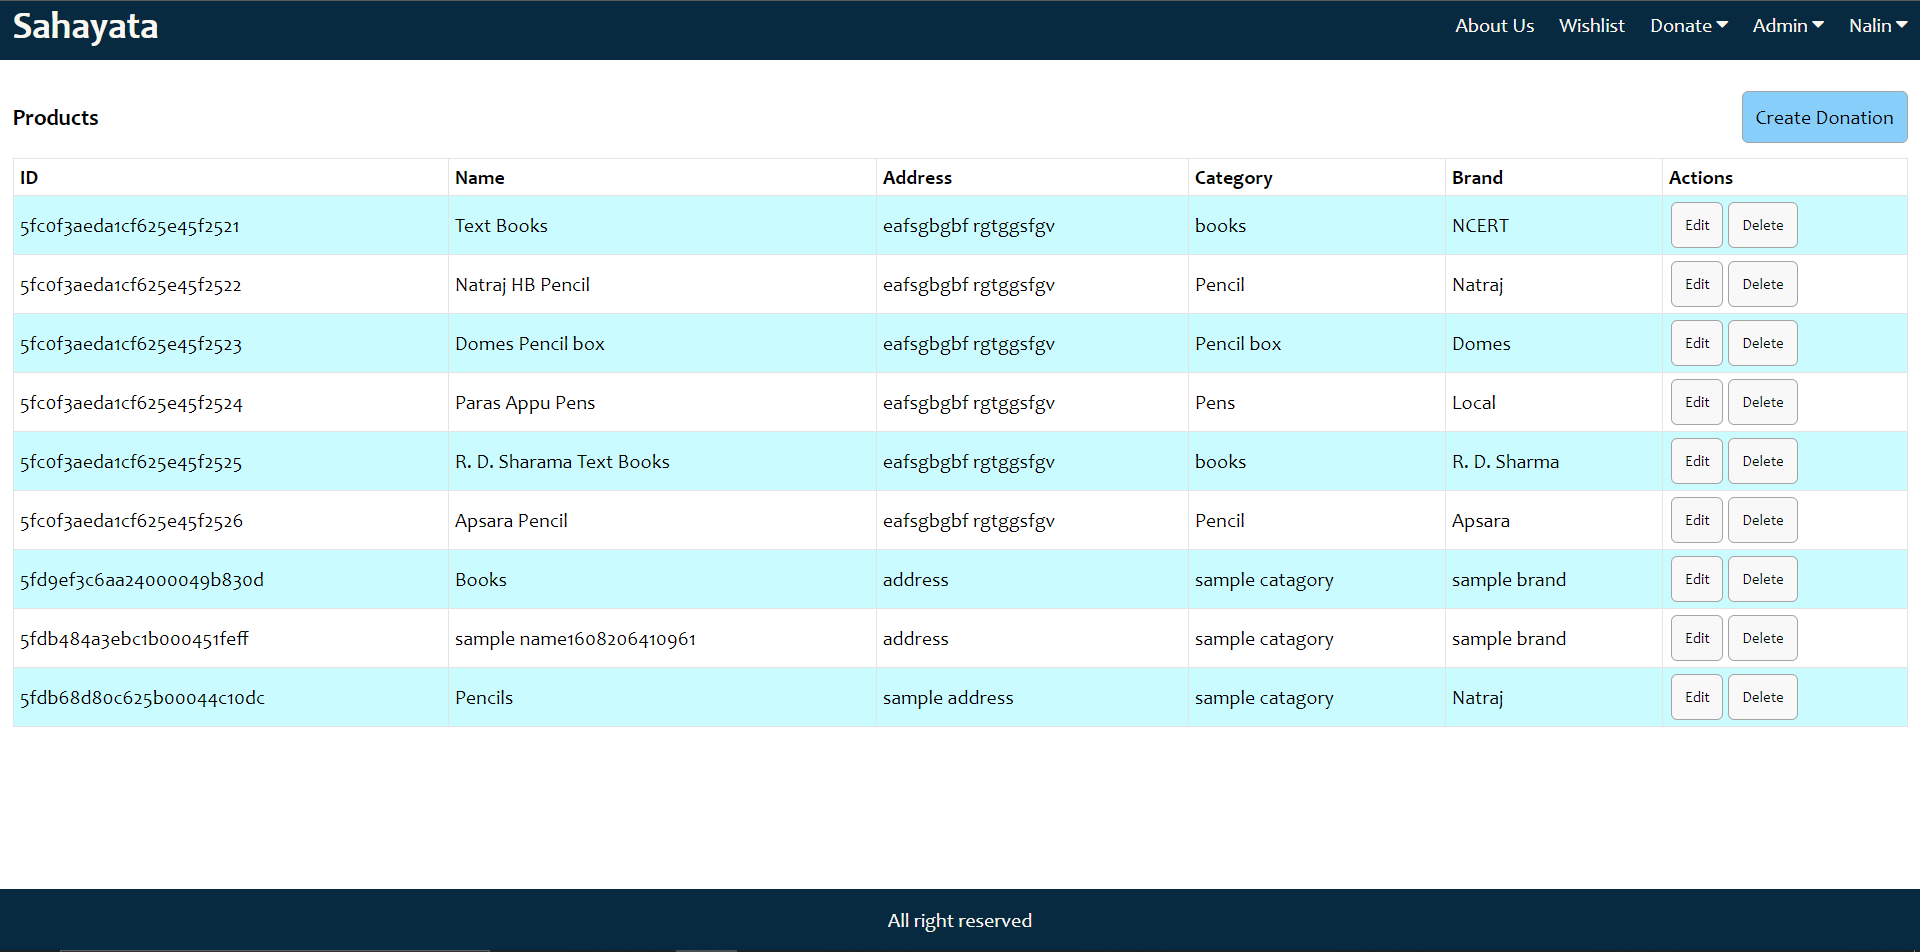 Sahayata About Us Wishlist Donate Admin Nalin
Products Create Donation
ID Name Address Category Brand Actions
5fc0f3aeda1cf625e45f2521 Text Books eafsgbgbf rgtggsfgv books NCERT Edit Delete
5fc0f3aeda1cf625e45f2522 Natraj HB Pencil eafsgbgbf rgtggsfgv Pencil Natraj Edit Delete
5fc0f3aeda1cf625e45f2523 Domes Pencil box eafsgbgbf rgtggsfgv Pencil box Domes Edit Delete
5fc0f3aeda1cf625e45f2524 Paras Appu Pens eafsgbgbf rgtggsfgv Pens Local Edit Delete
5fc0f3aeda1cf625e45f2525 R. D. Sharama Text Books eafsgbgbf rgtggsfgv books R. D. Sharma Edit Delete
5fc0f3aeda1cf625e45f2526 Apsara Pencil eafsgbgbf rgtggsfgv Pencil Apsara Edit Delete
5fd9ef3c6aa24000049b830d Books address sample catagory sample brand Edit Delete
5fdb484a3ebc1b000451feff sample name1608206410961 address sample catagory sample brand Edit Delete
5fdb68d80c625b00044c10dc Pencils sample address sample catagory Natraj Edit Delete
All right reserved